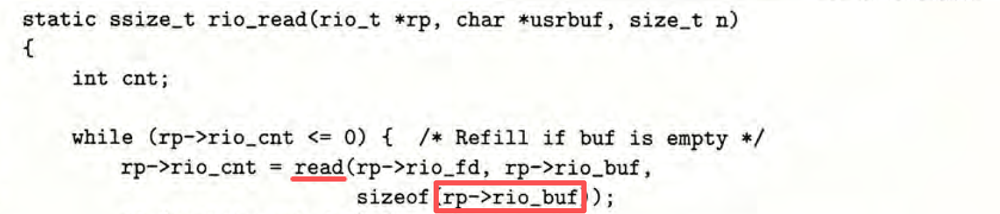 static ssize_t rio_read(rio_t *rp, char *usrbuf, size_t n)
{
int cnt;
while (rp->rio_cnt <= 0) { /* Refill if buf is empty */
rp->rio_cnt = read(rp->rio_fd, rp->rio_buf,
sizeof(rp->rio_buf));